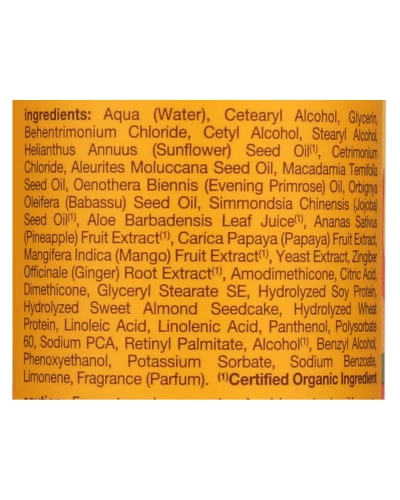 ingredients: Aqua (Water), Cetearyl Alcohol, Glycerin,
Behentrimonium Chloride, Cetyl Alcohol, Stearyl Alcohol,
Helianthus Annuus (Sunflower) Seed Oil(1), Cetrimonium
Chloride, Aleurites Moluccana Seed Oil, Macadamia Ternifolia
Seed Oil, Oenothera Biennis (Evening Primrose) Oil, Orbignya
Oleifera (Babassu) Seed Oil, Simmondsia Chinensis (Jojoba)
Seed Oil(1), Aloe Barbadensis Leaf Juice(1), Ananas Sativus
(Pineapple) Fruit Extract(1), Carica Papaya (Papaya) Fruit Extract,
Mangifera Indica (Mango) Fruit Extract(1), Yeast Extract, Zingiber
Officinale (Ginger) Root Extract(1), Amodimethicone, Citric Acid,
Dimethicone, Glyceryl Stearate SE, Hydrolyzed Soy Protein,
Hydrolyzed Sweet Almond Seedcake, Hydrolyzed Wheat
Protein, Linoleic Acid, Linolenic Acid, Panthenol, Polysorbate
60, Sodium PCA, Retinyl Palmitate, Alcohol(1), Benzyl Alcohol,
Phenoxyethanol, Potassium Sorbate, Sodium Benzoate,
Limonene, Fragrance (Parfum). (1)Certified Organic Ingredient